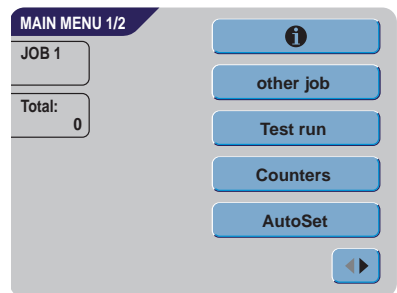 MAIN MENU 1/2
JOB 1
Total:
0
i
other job
Test run
Counters
AutoSet